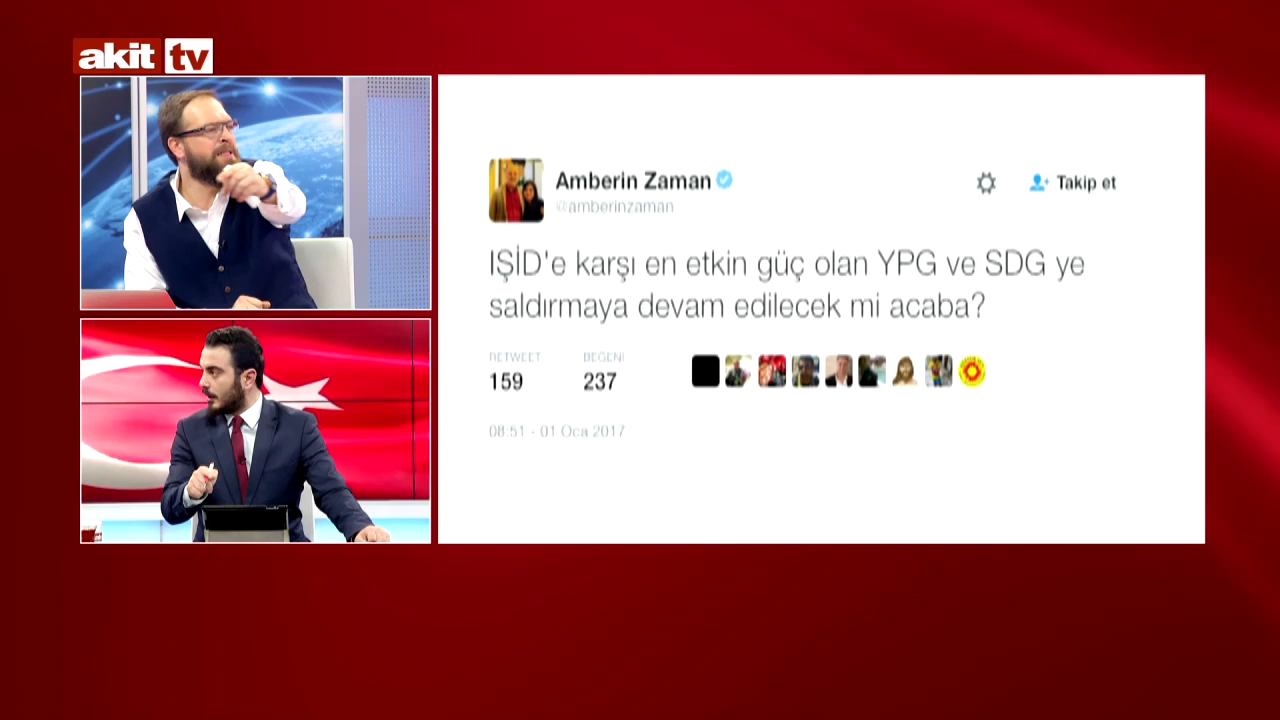 akit tv
Amberin Zaman
@amberinzaman
Takip et
IŞİD'e karşı en etkin güç olan YPG ve SDG ye
saldırmaya devam edilecek mi acaba?
RETWEET BEĞENI
159 237
08:51 - 01 Oca 2017